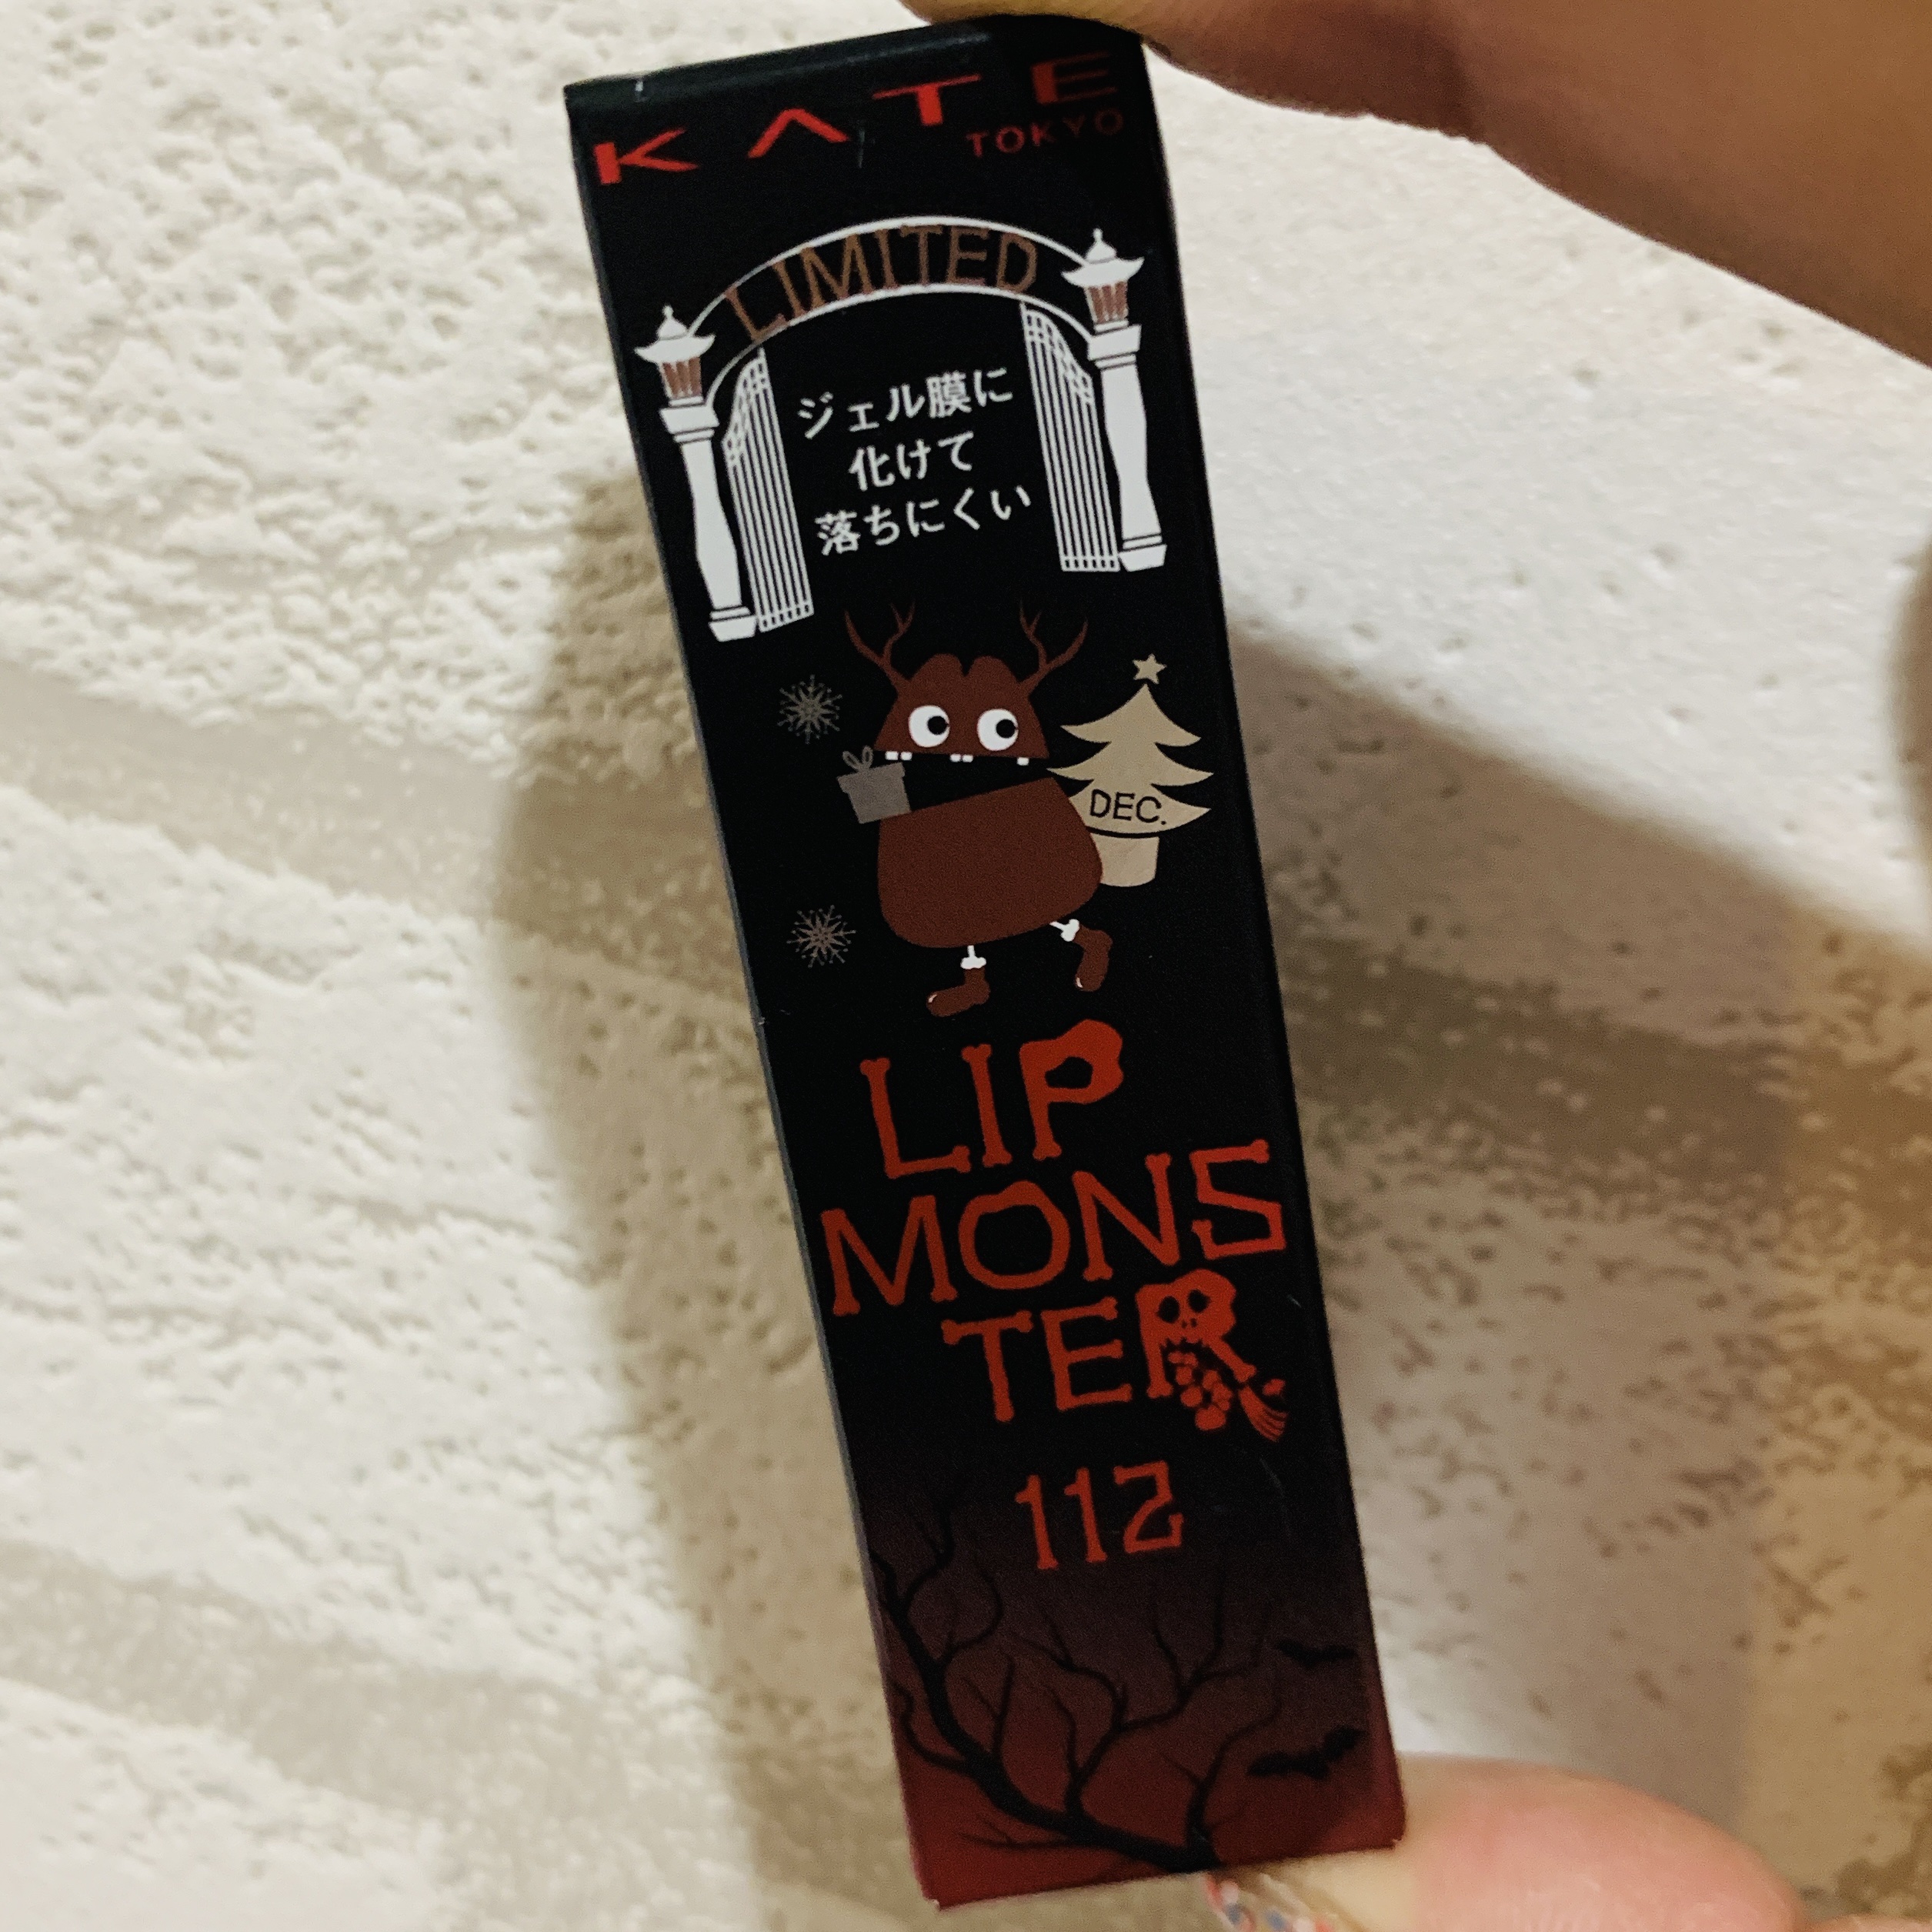 KATE
TOKYO
LIMITED
ジェル膜に
化けて
落ちにくい
DEC.
LIP
MONS
TER
112